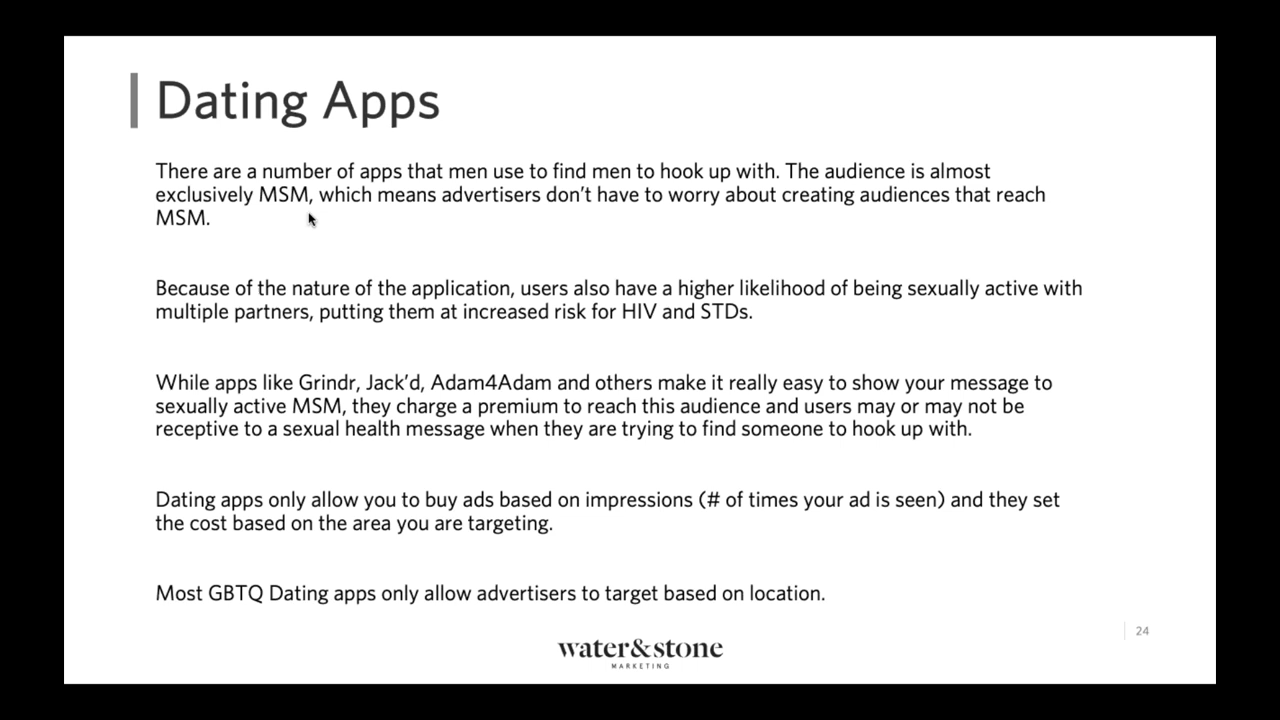 Dating Apps
There are a number of apps that men use to find men to hook up with. The audience is almost
exclusively MSM, which means advertisers don't have to worry about creating audiences that reach
MSM.
Because of the nature of the application, users also have a higher likelihood of being sexually active with
multiple partners, putting them at increased risk for HIV and STDs.
While apps like Grindr, Jack'd, Adam4Adam and others make it really easy to show your message to
sexually active MSM, they charge a premium to reach this audience and users may or may not be
receptive to a sexual health message when they are trying to find someone to hook up with.
Dating apps only allow you to buy ads based on impressions (# of times your ad is seen) and they set
the cost based on the area you are targeting.
Most GBTQ Dating apps only allow advertisers to target based on location.
24
water&stone
MARKETING